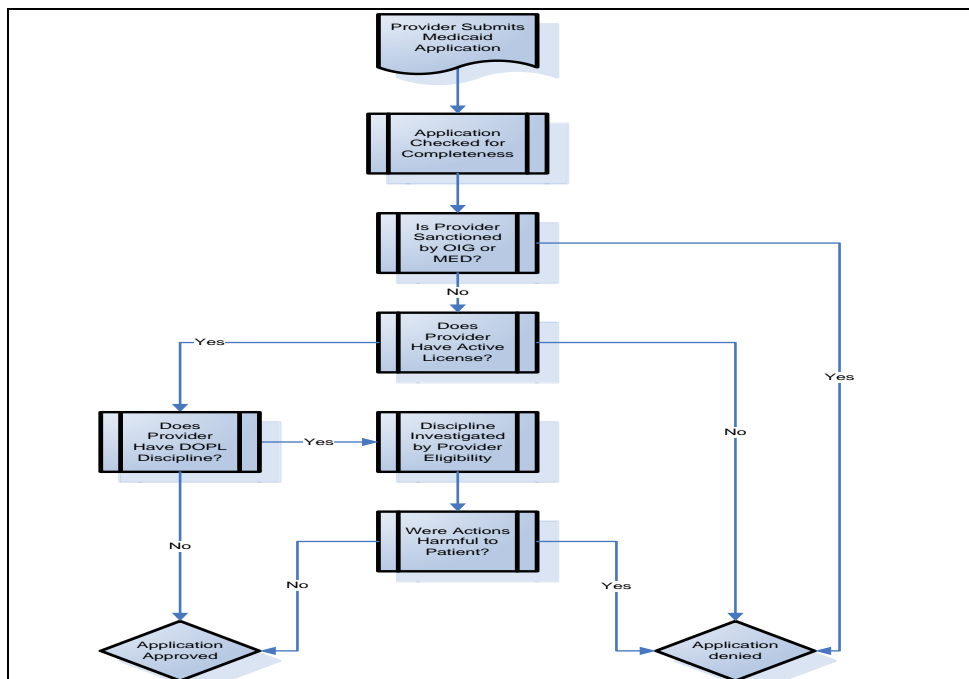 Provider Submits
Medicaid
Application
Application
Checked for
Completeness
Is Provider
Sanctioned
by OIG or
MED?
No
Does
Provider
Have Active
License?
Yes
Yes
Does
Provider
Have DOPL
Discipline?
Yes
Discipline
Investigated
by Provider
Eligibility
No
Were Actions
Harmful to
Patient?
No
No
Yes
Application
Approved
Application
denied